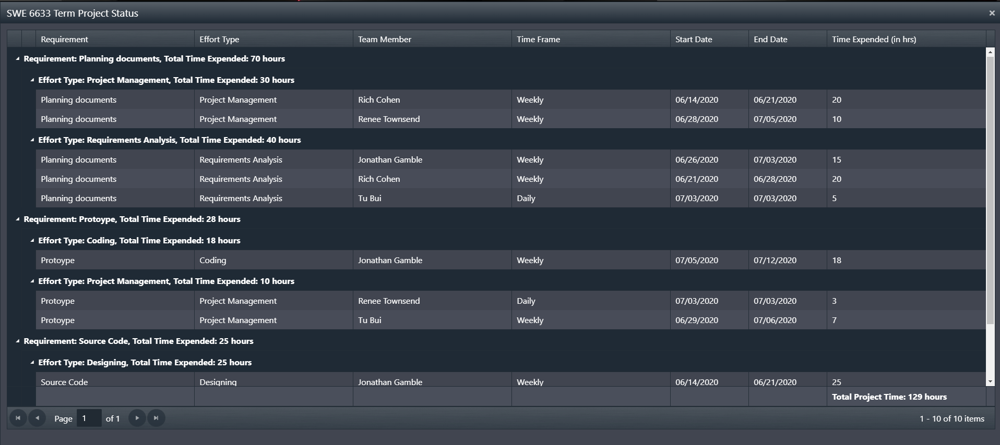 SWE 6633 Term Project Status
Requirement Effort Type Team Member Time Frame Start Date End Date Time Expended (in hrs)
Requirement: Planning documents, Total Time Expended: 70 hours
Effort Type: Project Management, Total Time Expended: 30 hours
Planning documents Project Management Rich Cohen Weekly 06/14/2020 06/21/2020 20
Planning documents Project Management Renee Townsend Weekly 06/28/2020 07/05/2020 10
Effort Type: Requirements Analysis, Total Time Expended: 40 hours
Planning documents Requirements Analysis Jonathan Gamble Weekly 06/26/2020 07/03/2020 15
Planning documents Requirements Analysis Rich Cohen Weekly 06/21/2020 06/28/2020 20
Planning documents Requirements Analysis Tu Bui Daily 07/03/2020 07/03/2020 5
Requirement: Protoype, Total Time Expended: 28 hours
Effort Type: Coding, Total Time Expended: 18 hours
Protoype Coding Jonathan Gamble Weekly 07/05/2020 07/12/2020 18
Effort Type: Project Management, Total Time Expended: 10 hours
Protoype Project Management Renee Townsend Daily 07/03/2020 07/03/2020 3
Protoype Project Management Tu Bui Weekly 06/29/2020 07/06/2020 7
Requirement: Source Code, Total Time Expended: 25 hours
Effort Type: Designing, Total Time Expended: 25 hours
Source Code Designing Jonathan Gamble Weekly 06/14/2020 06/21/2020 25
Total Project Time: 129 hours
Page 1 of 1 1 - 10 of 10 items